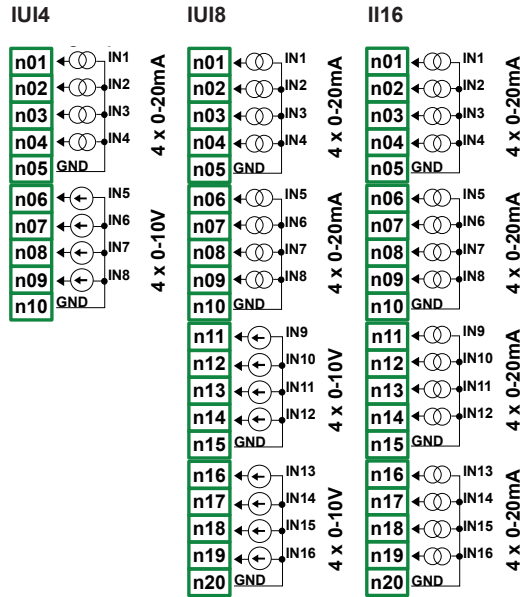 IUI4
n01 IN1
n02 IN2
n03 IN3
n04 IN4
n05 GND
4 x 0-20mA
n06 IN5
n07 IN6
n08 IN7
n09 IN8
n10 GND
4 x 0-10V
IUI8
n01 IN1
n02 IN2
n03 IN3
n04 IN4
n05 GND
4 x 0-20mA
n06 IN5
n07 IN6
n08 IN7
n09 IN8
n10 GND
4 x 0-20mA
n11 IN9
n12 IN10
n13 IN11
n14 IN12
n15 GND
4 x 0-10V
n16 IN13
n17 IN14
n18 IN15
n19 IN16
n20 GND
4 x 0-10V
II16
n01 IN1
n02 IN2
n03 IN3
n04 IN4
n05 GND
4 x 0-20mA
n06 IN5
n07 IN6
n08 IN7
n09 IN8
n10 GND
4 x 0-20mA
n11 IN9
n12 IN10
n13 IN11
n14 IN12
n15 GND
4 x 0-20mA
n16 IN13
n17 IN14
n18 IN15
n19 IN16
n20 GND
4 x 0-20mA